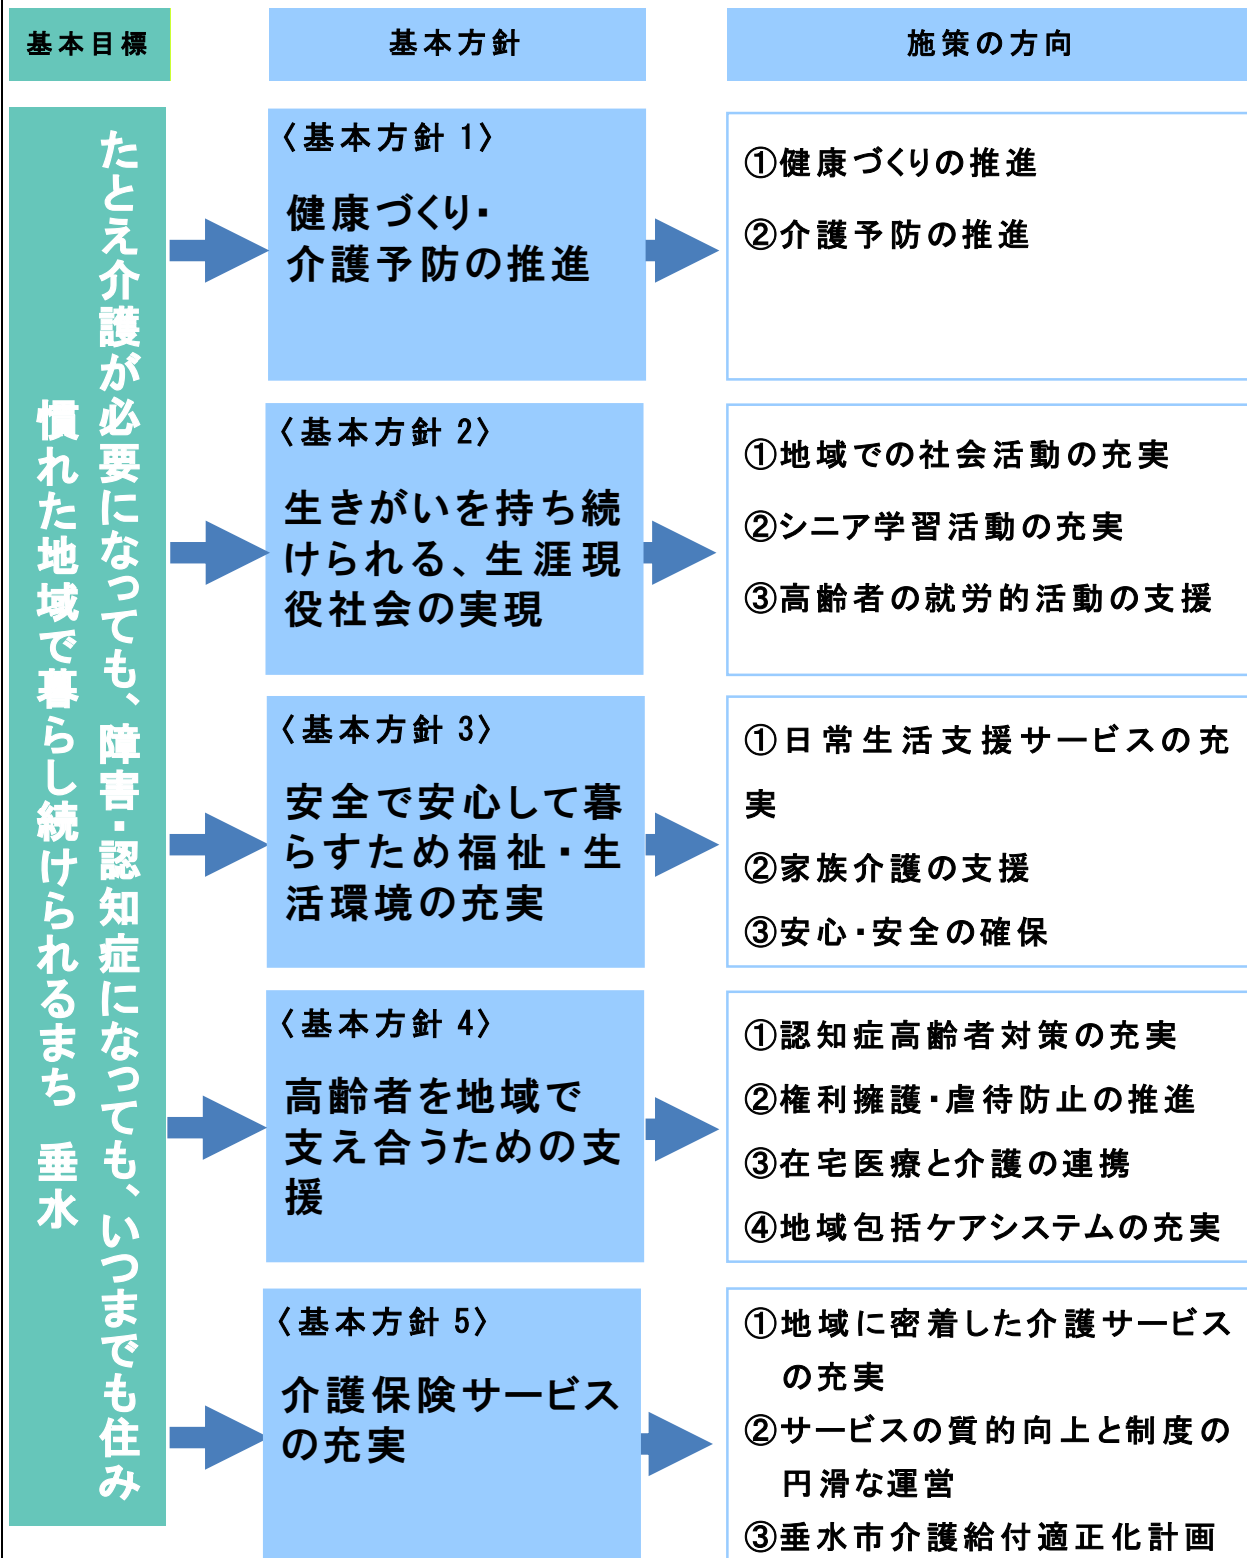 基本目標
基本方針
施策の方向
たとえ介護が必要になっても、障害・認知症になっても、いつまでも住み
慣れた地域で暮らし続けられるまち　垂水
〈基本方針 1〉
健康づくり・
介護予防の推進
①健康づくりの推進
②介護予防の推進
〈基本方針 2〉
生きがいを持ち続
けられる、生涯現
役社会の実現
①地域での社会活動の充実
②シニア学習活動の充実
③高齢者の就労的活動の支援
〈基本方針 3〉
安全で安心して暮
らすため福祉・生
活環境の充実
①日常生活支援サービスの充
実
②家族介護の支援
③安心・安全の確保
〈基本方針 4〉
高齢者を地域で
支え合うための支
援
①認知症高齢者対策の充実
②権利擁護・虐待防止の推進
③在宅医療と介護の連携
④地域包括ケアシステムの充実
〈基本方針 5〉
介護保険サービス
の充実
①地域に密着した介護サービス
の充実
②サービスの質的向上と制度の
円滑な運営
③垂水市介護給付適正化計画